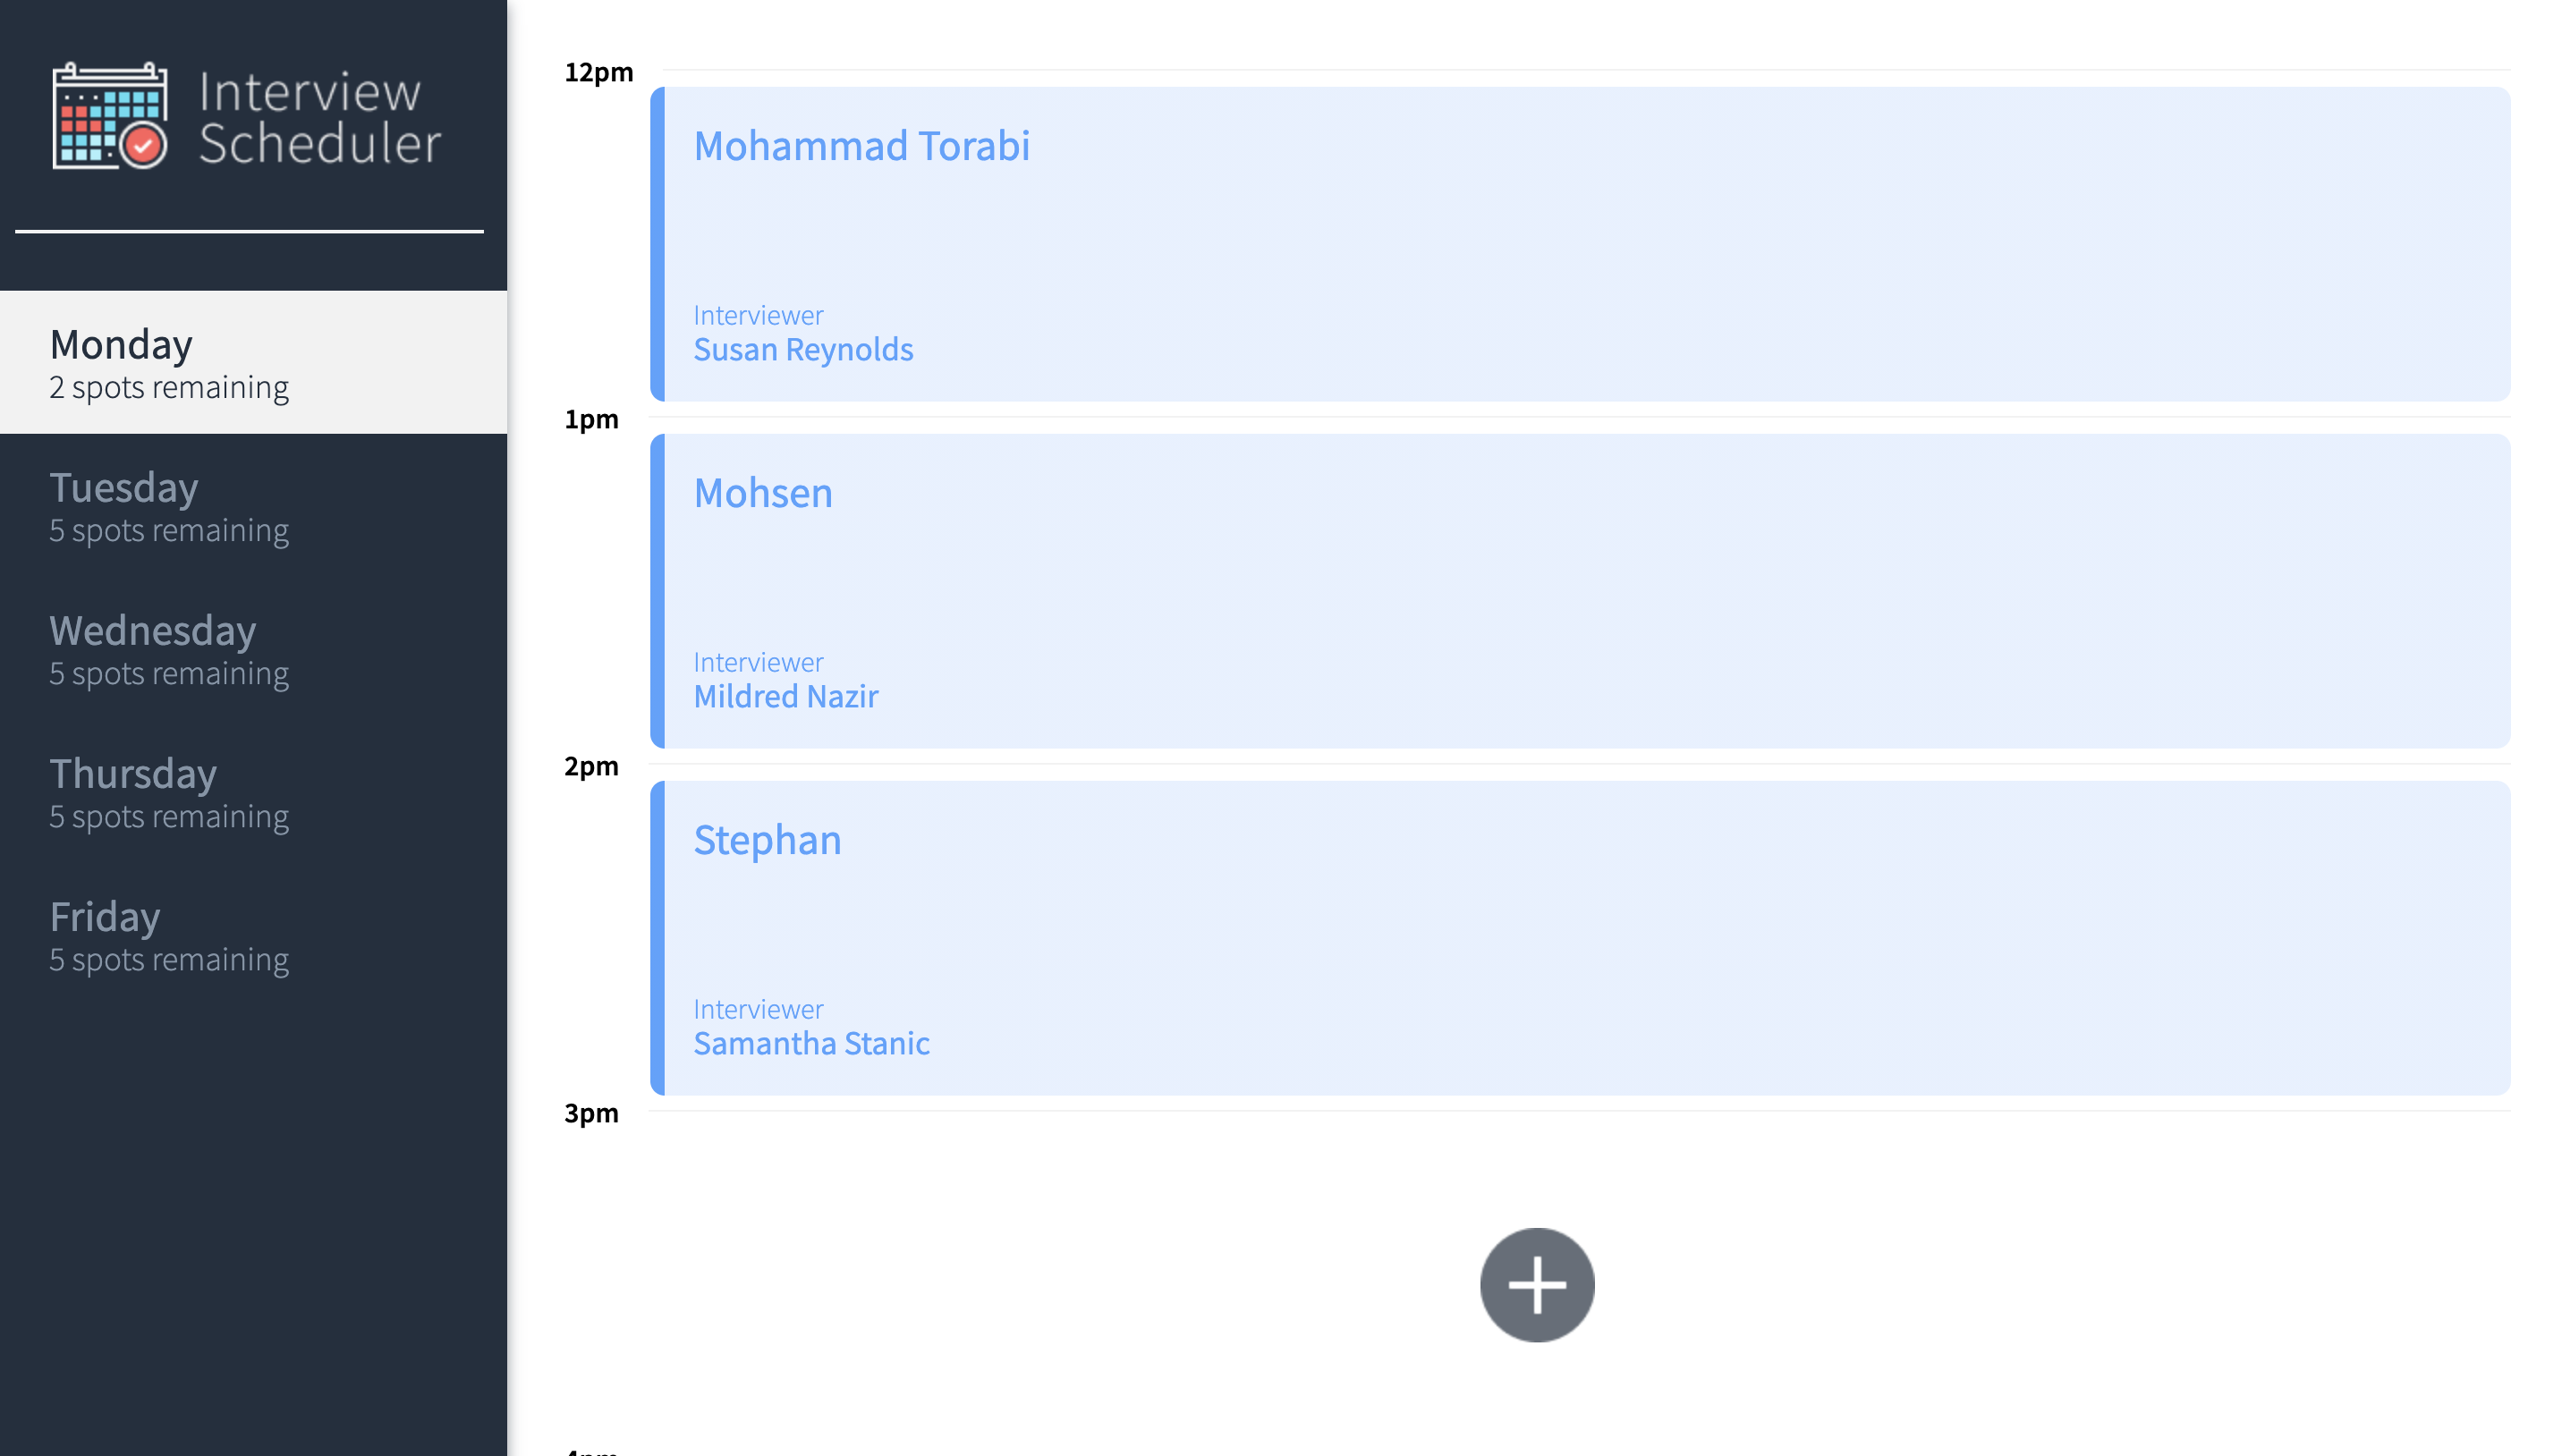 Interview
Scheduler
Monday
2 spots remaining
Tuesday
5 spots remaining
Wednesday
5 spots remaining
Thursday
5 spots remaining
Friday
5 spots remaining
12pm
Mohammad Torabi
Interviewer
Susan Reynolds
1pm
Mohsen
Interviewer
Mildred Nazir
2pm
Stephan
Interviewer
Samantha Stanic
3pm